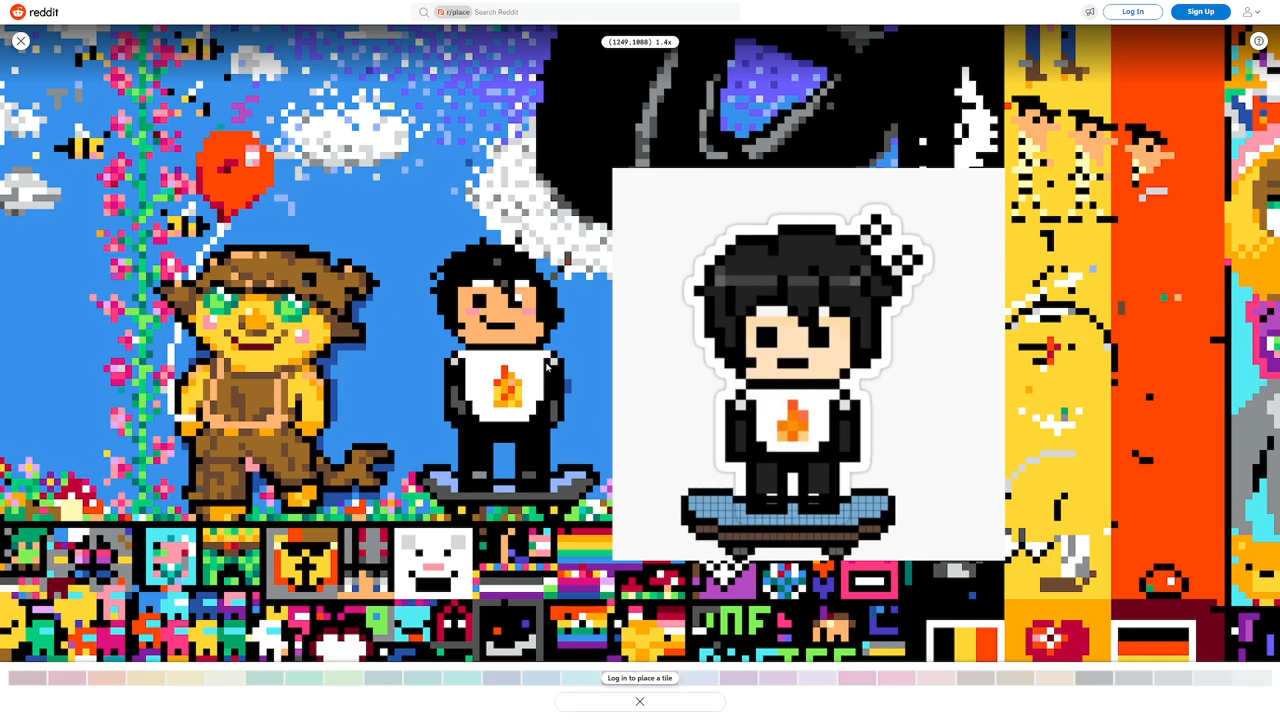 reddit
r/place
Search Reddit
Log In
Sign Up
(1249,1088) 1.4x
Log in to place a tile